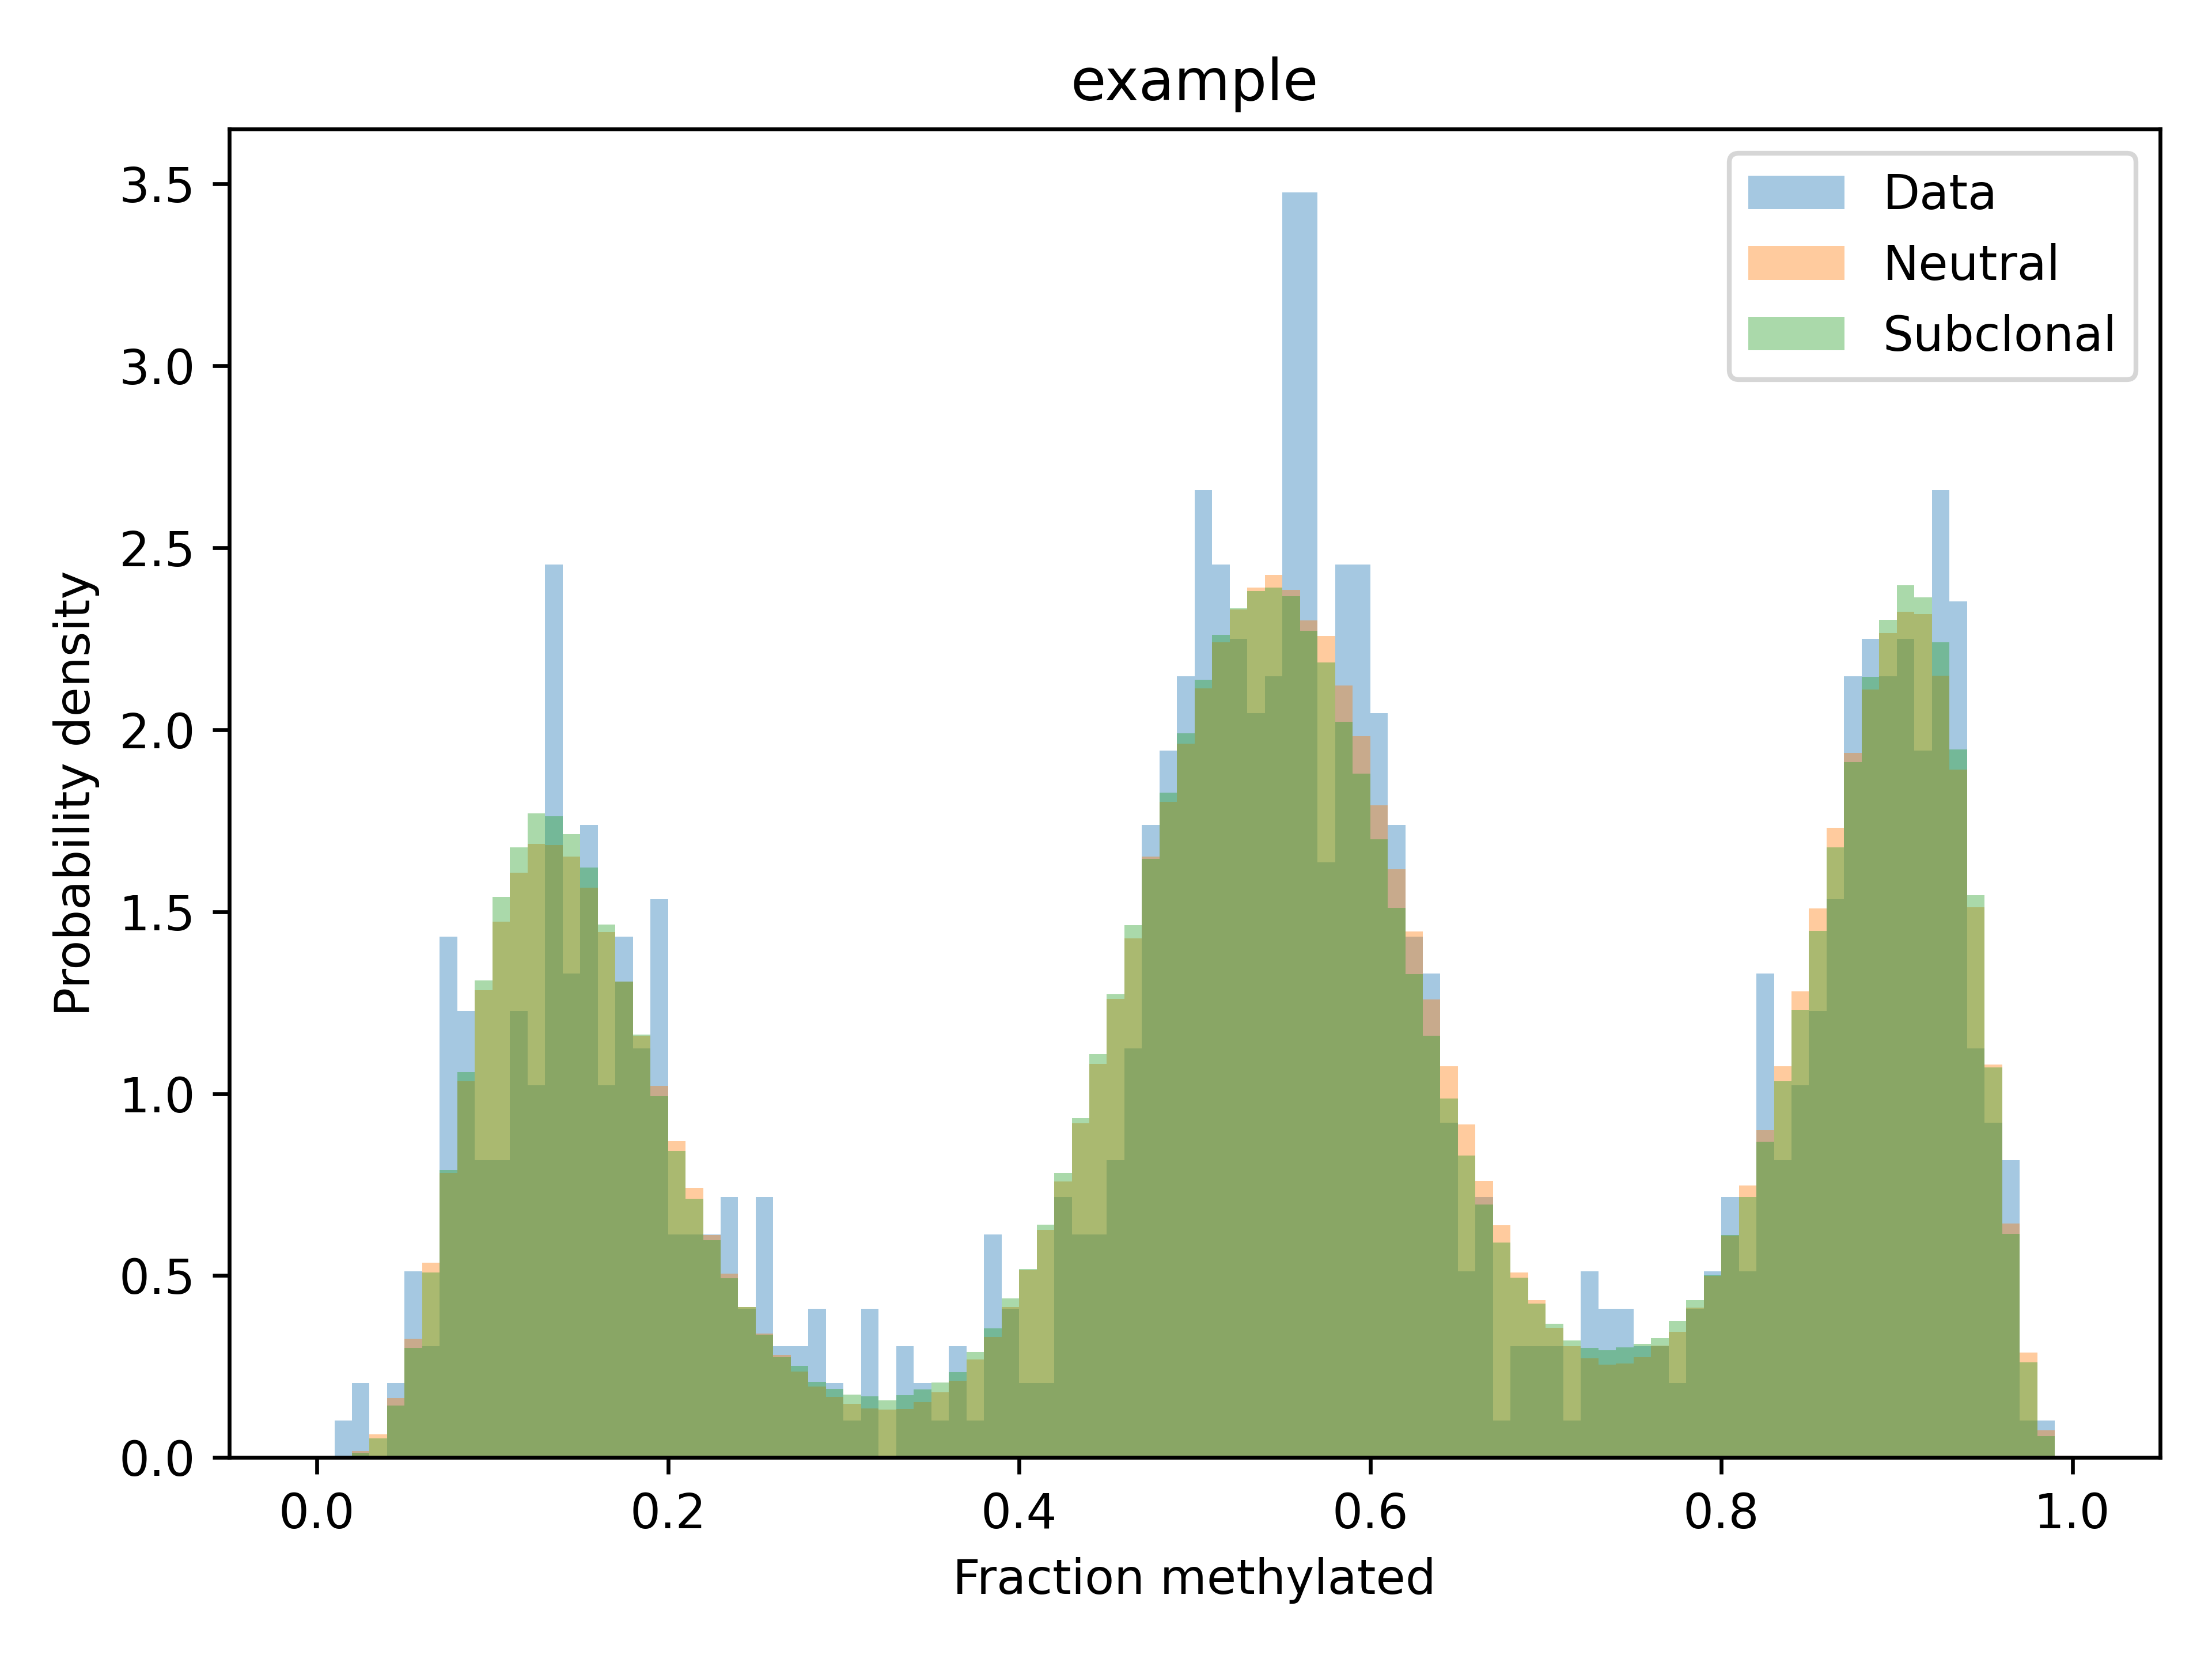 example
3.5
3.0
2.5
2.0
1.5
1.0
0.5
0.0
Probability density
Data
Neutral
Subclonal
0.0 0.2 0.4 0.6 0.8 1.0
Fraction methylated